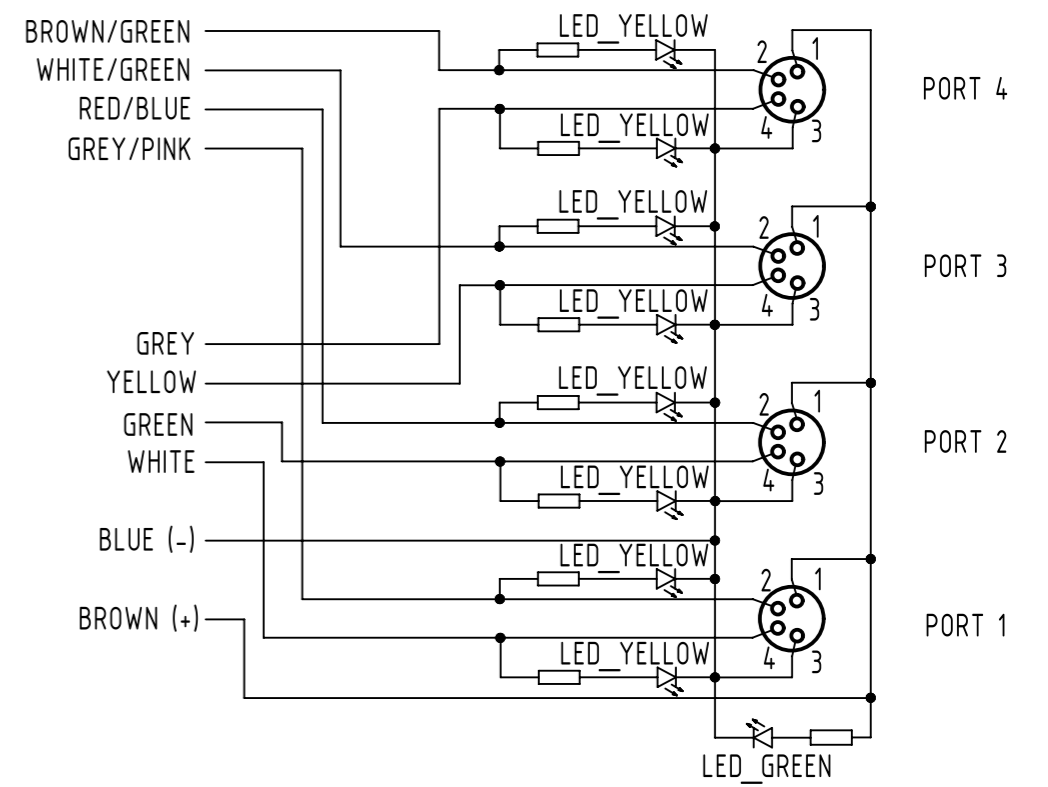 BROWN/GREEN
WHITE/GREEN
RED/BLUE
GREY/PINK
GREY
YELLOW
GREEN
WHITE
BLUE (-)
BROWN (+)
LED_YELLOW
2 1
4 3
LED_YELLOW
PORT 4
LED_YELLOW
2 1
4 3
LED_YELLOW
PORT 3
LED_YELLOW
2 1
4 3
LED_YELLOW
PORT 2
LED_YELLOW
2 1
4 3
LED_YELLOW
PORT 1
LED_GREEN